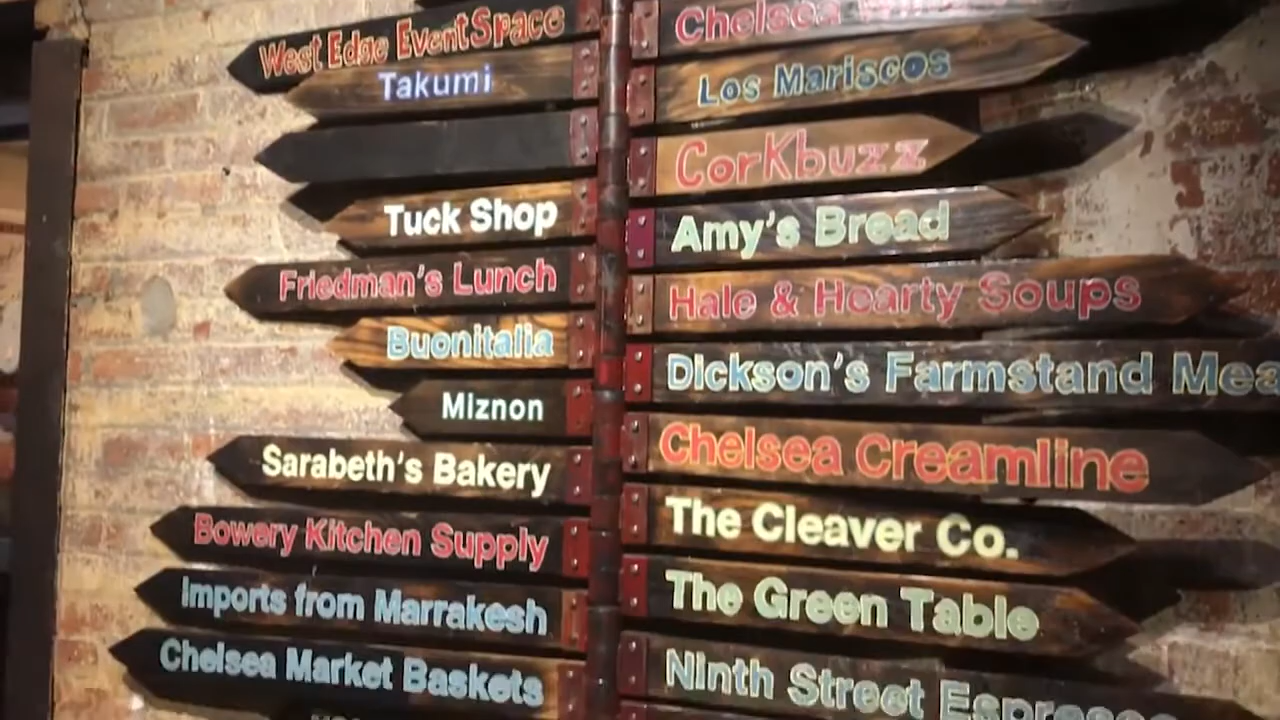 West Edge Event Space
Takumi
Tuck Shop
Friedman's Lunch
Buonitalia
Miznon
Sarabeth's Bakery
Bowery Kitchen Supply
Imports from Marrakesh
Chelsea Market Baskets
Chelsea
Los Mariscos
Corkbuzz
Amy's Bread
Hale & Hearty Soups
Dickson's Farmstand Mea
Chelsea Creamline
The Cleaver Co.
The Green Table
Ninth Street Espresso